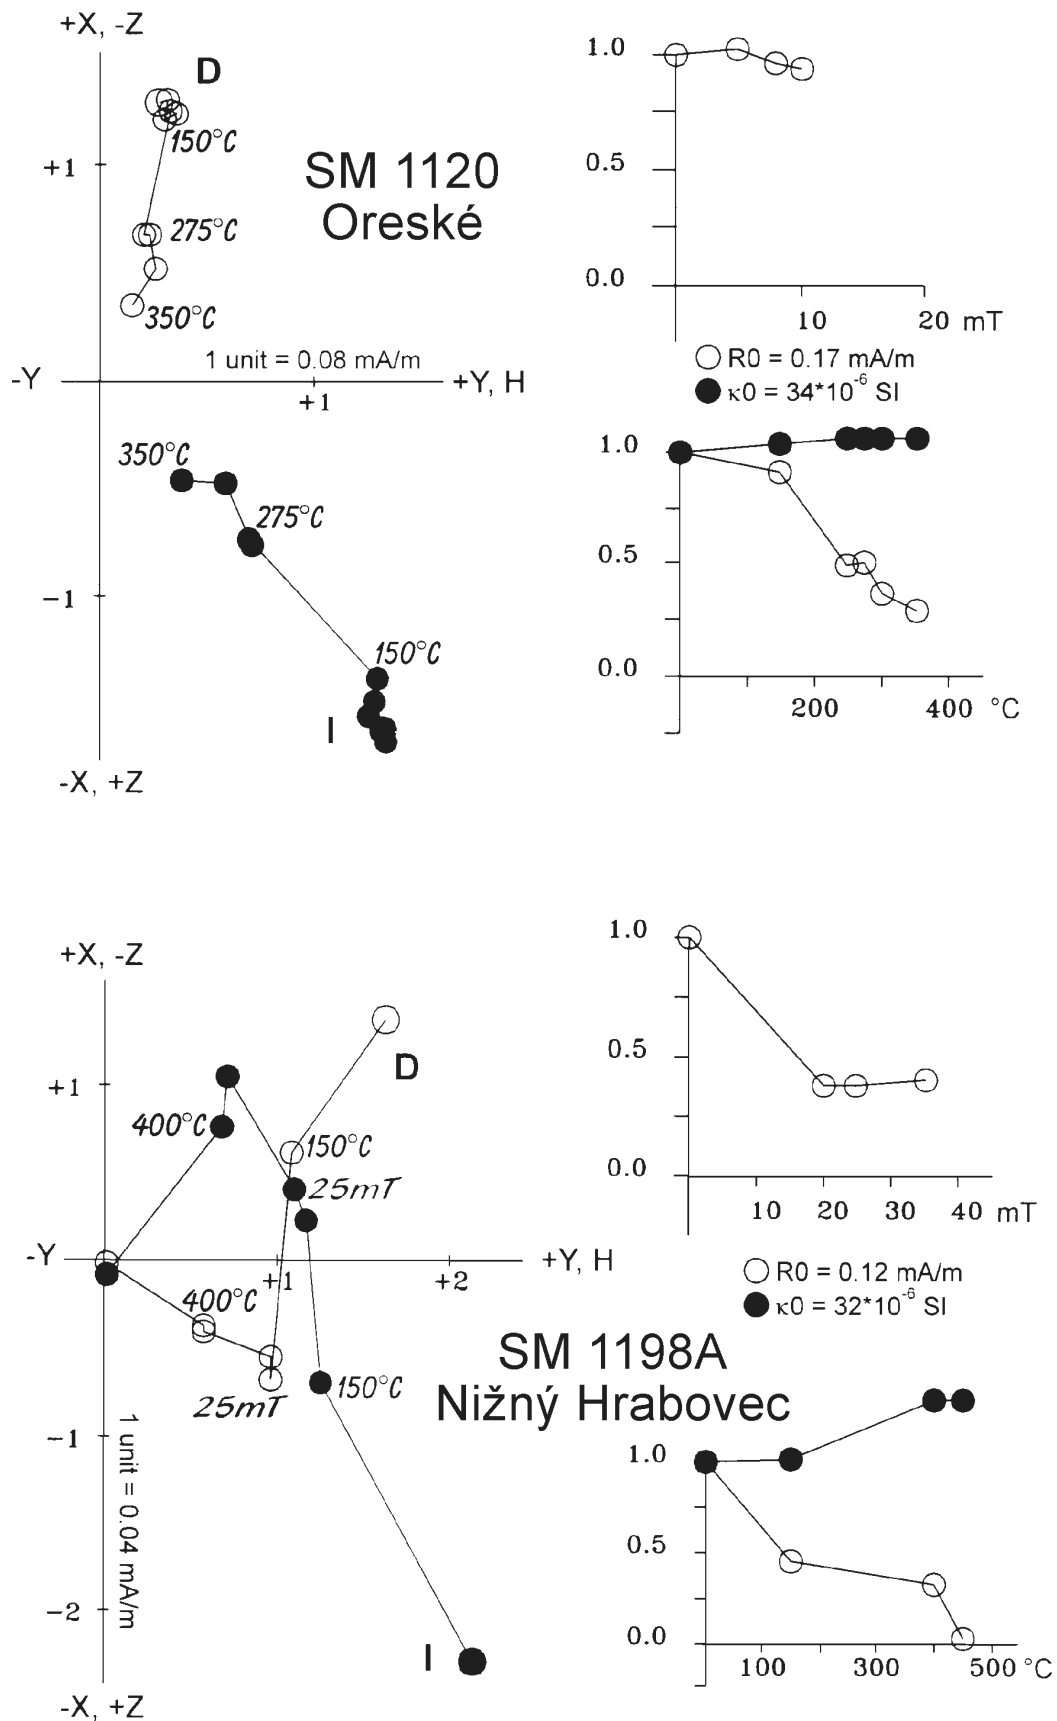 +X, -Z
D
150°C
+1
275°C
350°C
1 unit = 0.08 mA/m
-Y
+Y, H
+1
350°C
275°C
−1
150°C
I
-X, +Z
SM 1120
Oreské
1.0
0.5
0.0
10
20 mT
R0 = 0.17 mA/m
κ0 = 34*10-6 SI
1.0
0.5
0.0
200
400
°C
+X, -Z
D
+1
400°C
150°C
25mT
-Y
+1
+2
+Y, H
400°C
25mT
150°C
−1
1 unit = 0.04 mA/m
−2
I
-X, +Z
1.0
0.5
0.0
10
20
30
40 mT
R0 = 0.12 mA/m
κ0 = 32*10-6 SI
SM 1198A
Nižný Hrabovec
1.0
0.5
0.0
100
300
500 °C